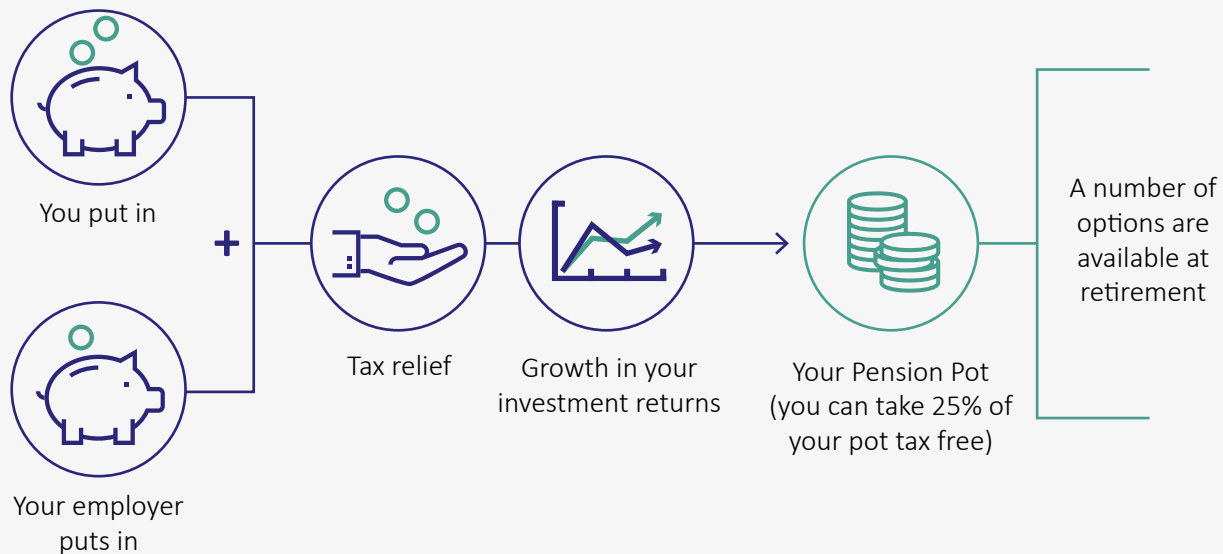 You put in
+
Your employer
puts in
Tax relief
Growth in your
investment returns
Your Pension Pot
(you can take 25% of
your pot tax free)
A number of
options are
available at
retirement